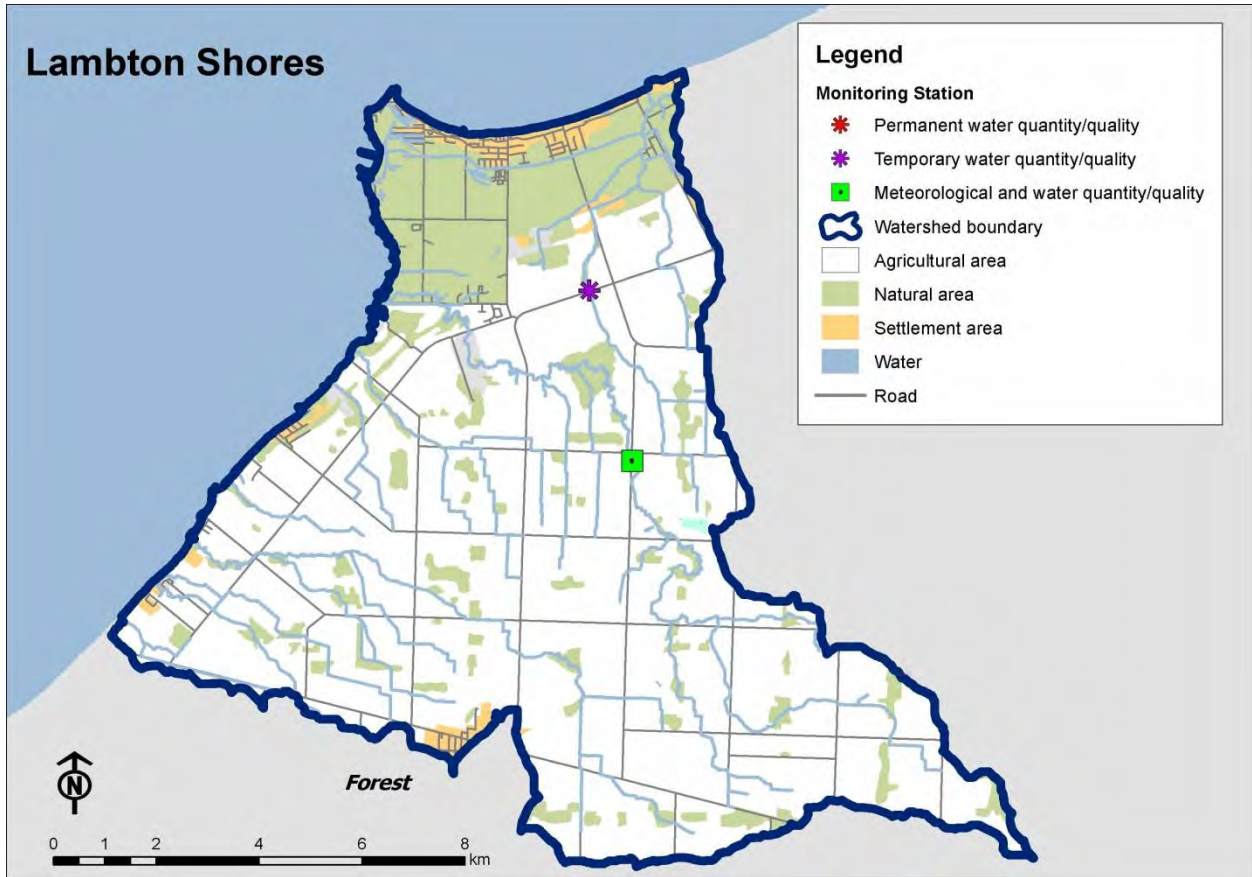 Lambton Shores
Legend
Monitoring Station
Permanent water quantity/quality
Temporary water quantity/quality
Meteorological and water quantity/quality
Watershed boundary
Agricultural area
Natural area
Settlement area
Water
Road
Forest
N
0 1 2 4 6 8
km